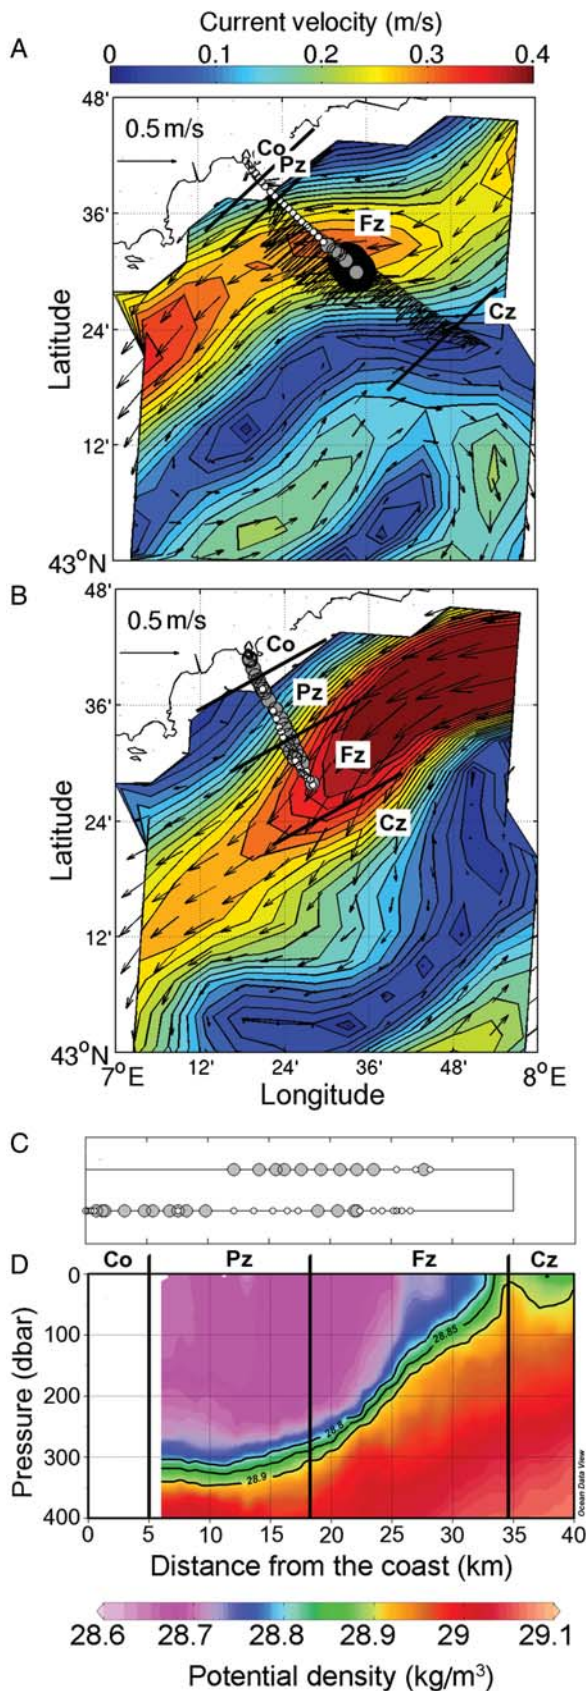 Current velocity (m/s)
A
0 0.1 0.2 0.3 0.4
48'
0.5 m/s
Co
Pz
36'
Fz
Cz
24'
Latitude
12'
43°N
B
48'
0.5 m/s
Co
Pz
36'
Fz
Cz
24'
Latitude
12'
43°N
7°E 12' 24' 36' 48' 8°E
Longitude
C
D
Co Pz Fz Cz
0
100
200
300
400
Pressure (dbar)
28.85
28.8
28.9
Ocean Data View
0 5 10 15 20 25 30 35 40
Distance from the coast (km)
28.6 28.7 28.8 28.9 29 29.1
Potential density (kg/m³)